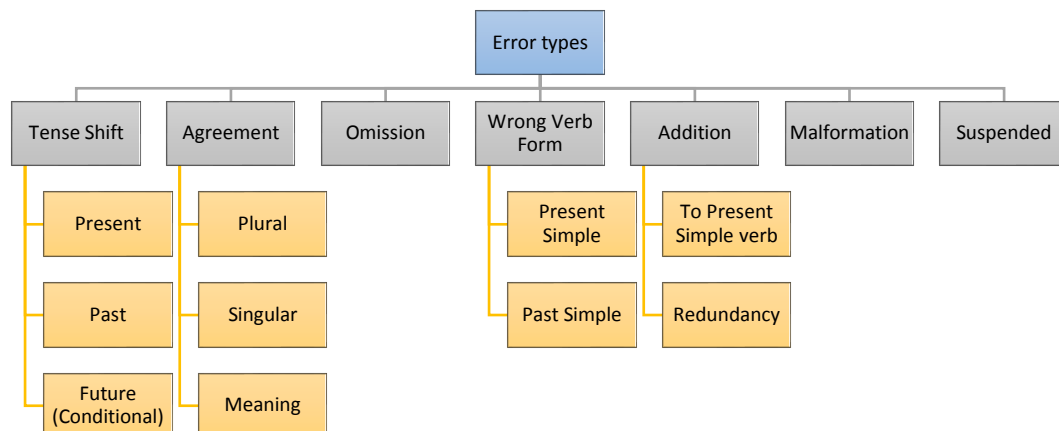 Error types
Tense Shift
Agreement
Omission
Wrong Verb
Form
Addition
Malformation
Suspended
Present
Plural
Present
Simple
To Present
Simple verb
Past
Singular
Past Simple
Redundancy
Future
(Conditional)
Meaning